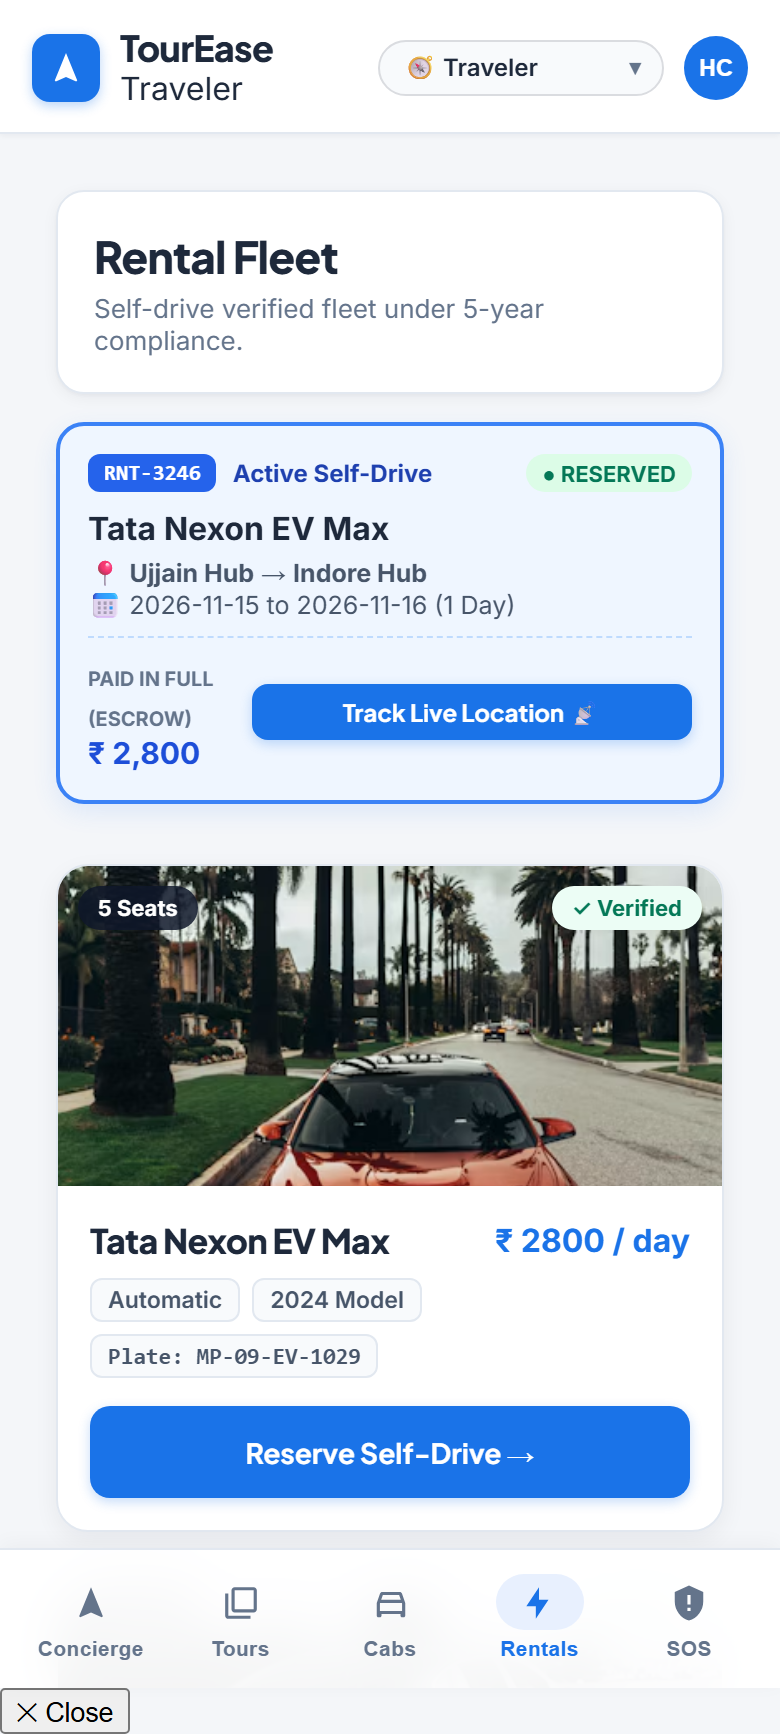 TourEase
Traveler
🧭 Traveler ▼
HC
Rental Fleet
Self-drive verified fleet under 5-year
compliance.
RNT-3246 Active Self-Drive ● RESERVED
Tata Nexon EV Max
📍 Ujjain Hub → Indore Hub
📅 2026-11-15 to 2026-11-16 (1 Day)
PAID IN FULL
(ESCROW)
₹ 2,800
Track Live Location 📡
5 Seats ✓ Verified
Tata Nexon EV Max ₹ 2800 / day
Automatic 2024 Model
Plate: MP-09-EV-1029
Reserve Self-Drive →
Concierge Tours Cabs Rentals SOS
✕ Close